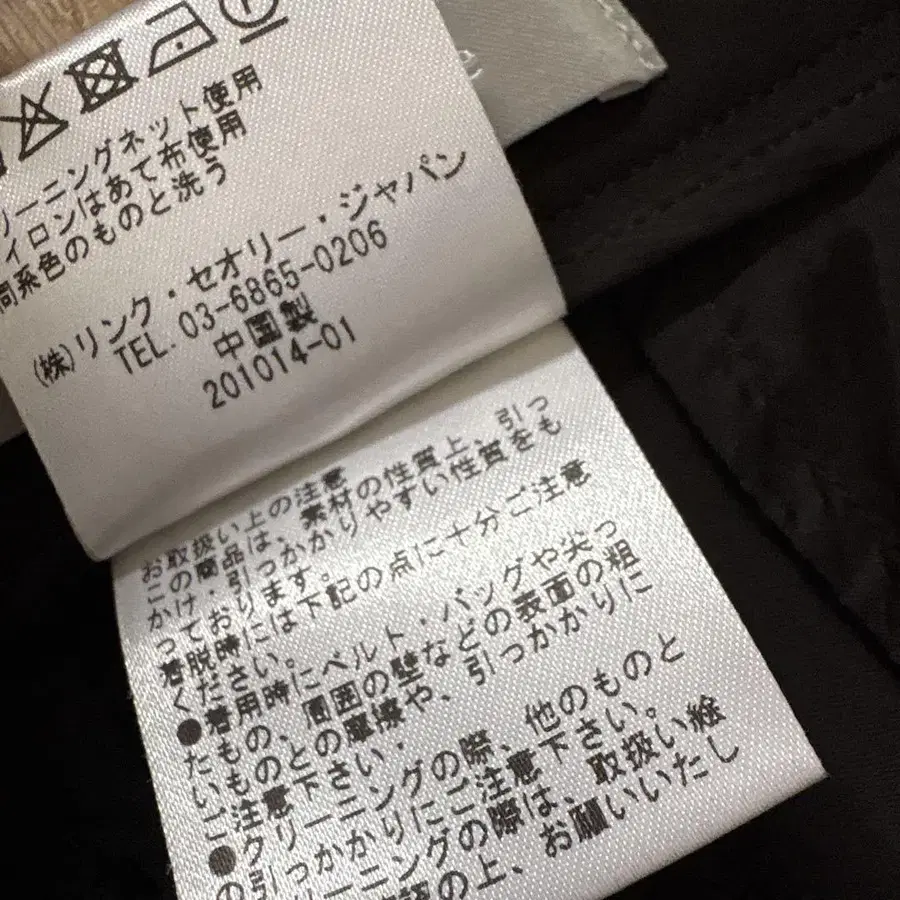 リーニングネット使用
イロンはあて布使用
同系色のものと洗う
(株)リンク・セオリー・ジャパン
TEL. 03-6865-0206
中国製
201014-01
お取扱い上の注意
この商品は、素材の性質上、引っ
かけ・引っかかりやすい性質をも
っております。
着脱時には下記の点に十分ご注意
ください。
●着用時にベルト・バッグや尖っ
たもの、周囲の壁などの表面の粗
いものとの摩擦や、引っかかりに
ご注意下さい・
●クリーニングの際、他のものと
の引っかかりにご注意下さい。
リーニングの際は、取扱い絵
認の上、お願いいたし